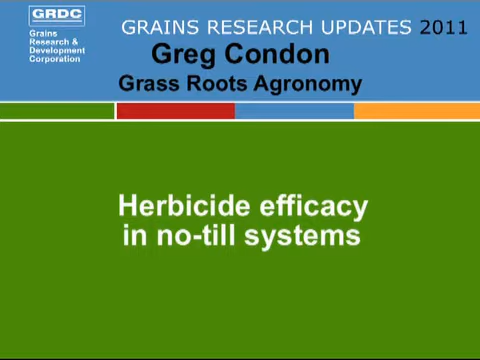 GRDC
Grains
Research &
Development
Corporation
GRAINS RESEARCH UPDATES 2011
Greg Condon
Grass Roots Agronomy
Herbicide efficacy
in no-till systems